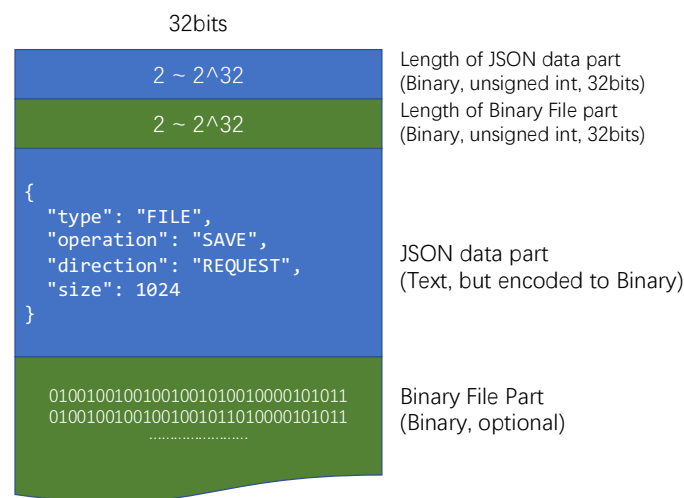 32bits
2 ~ 2^32
Length of JSON data part
(Binary, unsigned int, 32bits)
2 ~ 2^32
Length of Binary File part
(Binary, unsigned int, 32bits)
{
"type": "FILE",
"operation": "SAVE",
"direction": "REQUEST",
"size": 1024
}
JSON data part
(Text, but encoded to Binary)
01001001001001001010010000101011
01001001001001001011010000101011
........................
Binary File Part
(Binary, optional)